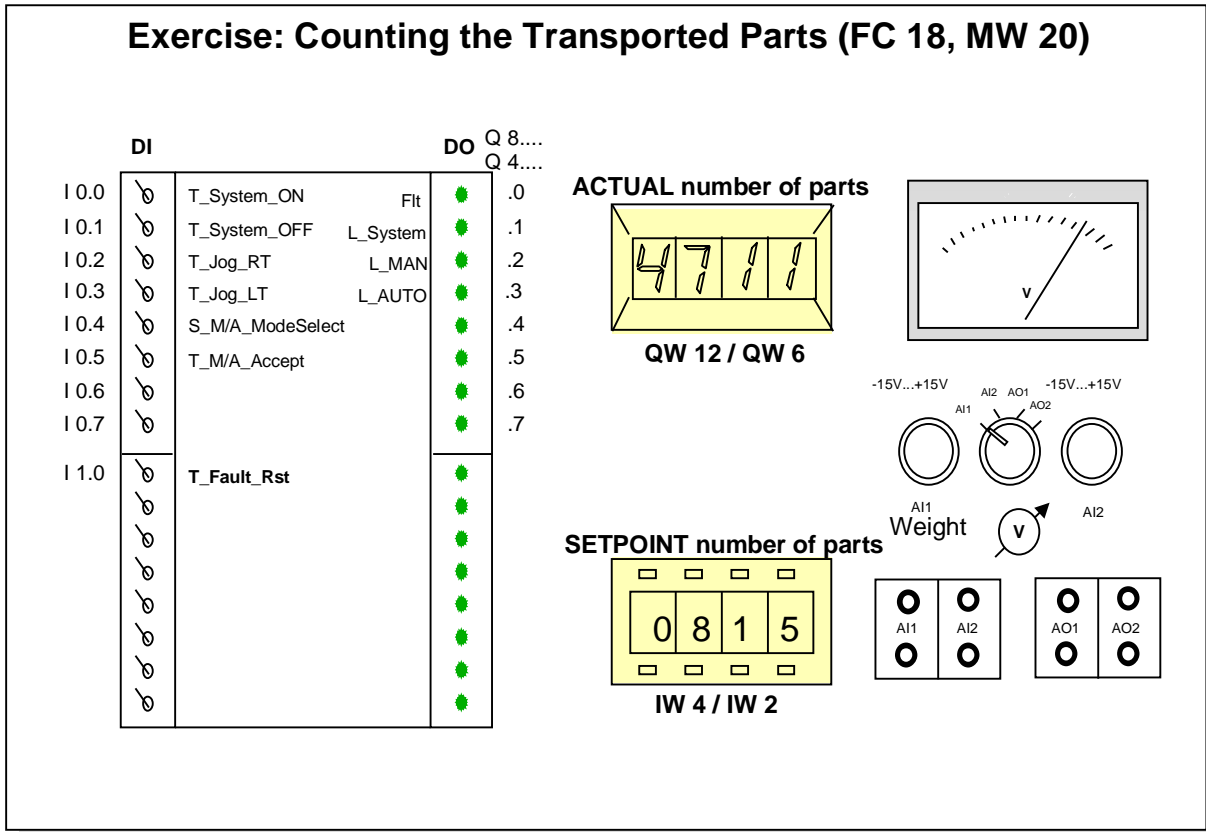 Exercise: Counting the Transported Parts (FC 18, MW 20)
DI
DO
Q 8....
Q 4....
I 0.0 T_System_ON Flt .0
I 0.1 T_System_OFF L_System .1
I 0.2 T_Jog_RT L_MAN .2
I 0.3 T_Jog_LT L_AUTO .3
I 0.4 S_M/A_ModeSelect .4
I 0.5 T_M/A_Accept .5
I 0.6 .6
I 0.7 .7
I 1.0 T_Fault_Rst
ACTUAL number of parts
4711
QW 12 / QW 6
SETPOINT number of parts
0 8 1 5
IW 4 / IW 2
V
-15V...+15V
AI1
AI2
AO1
AO2
-15V...+15V
AI1
Weight
V
AI2
AI1
AI2
AO1
AO2